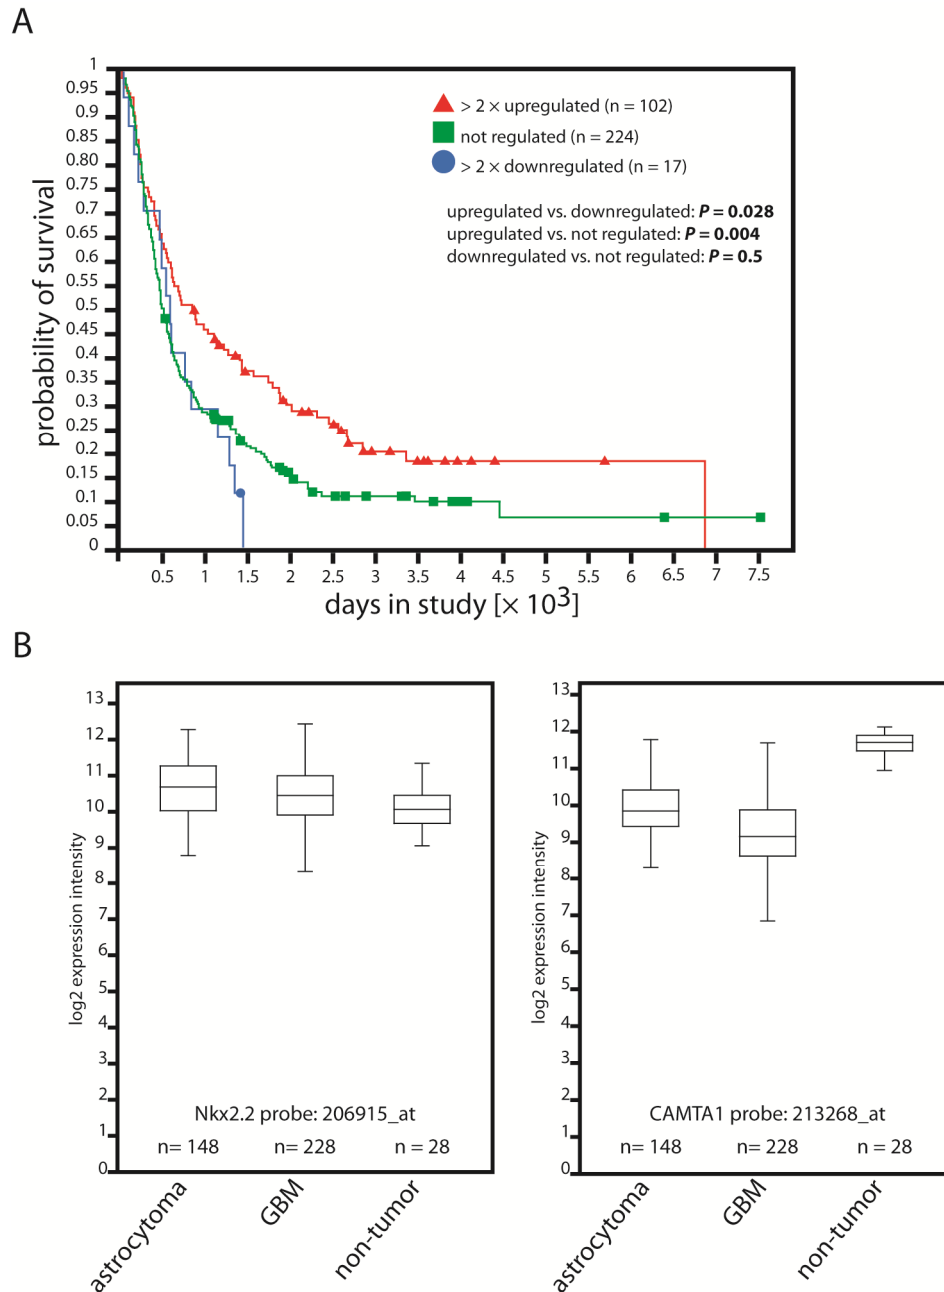 A
1
0.95
0.9
0.85
0.8
0.75
0.7
0.65
0.6
0.55
0.5
0.45
0.4
0.35
0.3
0.25
0.2
0.15
0.1
0.05
0
probability of survival
> 2 × upregulated (n = 102)
not regulated (n = 224)
> 2 × downregulated (n = 17)
upregulated vs. downregulated: P = 0.028
upregulated vs. not regulated: P = 0.004
downregulated vs. not regulated: P = 0.5
0.5 1 1.5 2 2.5 3 3.5 4 4.5 5 5.5 6 6.5 7 7.5
days in study [× 10³]
B
13
12
11
10
9
8
7
6
5
4
3
2
1
0
log2 expression intensity
Nkx2.2 probe: 206915_at
n= 148 n= 228 n = 28
astrocytoma GBM non-tumor
13
12
11
10
9
8
7
6
5
4
3
2
1
0
log2 expression intensity
CAMTA1 probe: 213268_at
n= 148 n= 228 n = 28
astrocytoma GBM non-tumor